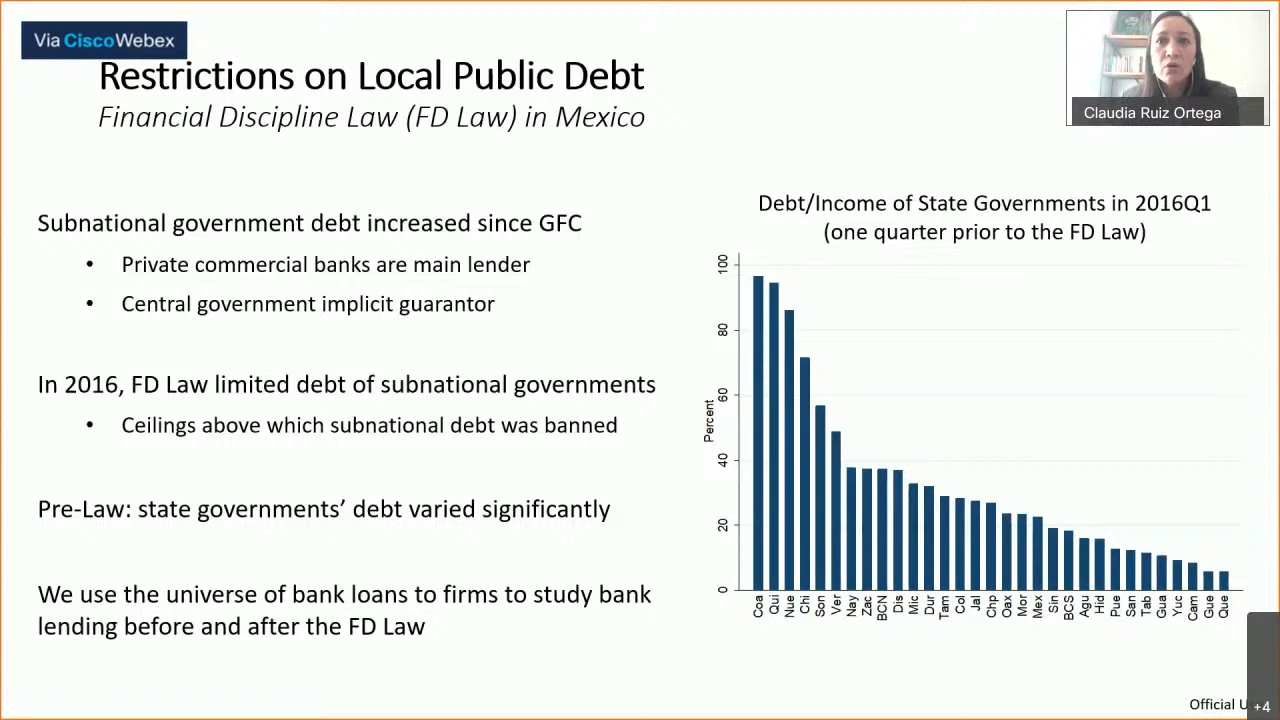 Via CiscoWebex
Restrictions on Local Public Debt
Financial Discipline Law (FD Law) in Mexico
Claudia Ruiz Ortega
Subnational government debt increased since GFC
• Private commercial banks are main lender
• Central government implicit guarantor
In 2016, FD Law limited debt of subnational governments
• Ceilings above which subnational debt was banned
Pre-Law: state governments’ debt varied significantly
We use the universe of bank loans to firms to study bank
lending before and after the FD Law
Debt/Income of State Governments in 2016Q1
(one quarter prior to the FD Law)
Percent
100
80
60
40
20
0
Coa Qui Nue Chi Son Ver Nay Zac BCN Dis Mic Dur Tam Col Jal Chp Oax Mor Mex Sin BCS Agu Hid Pue San Tab Gua Yuc Cam Gue Que
Official U
+4